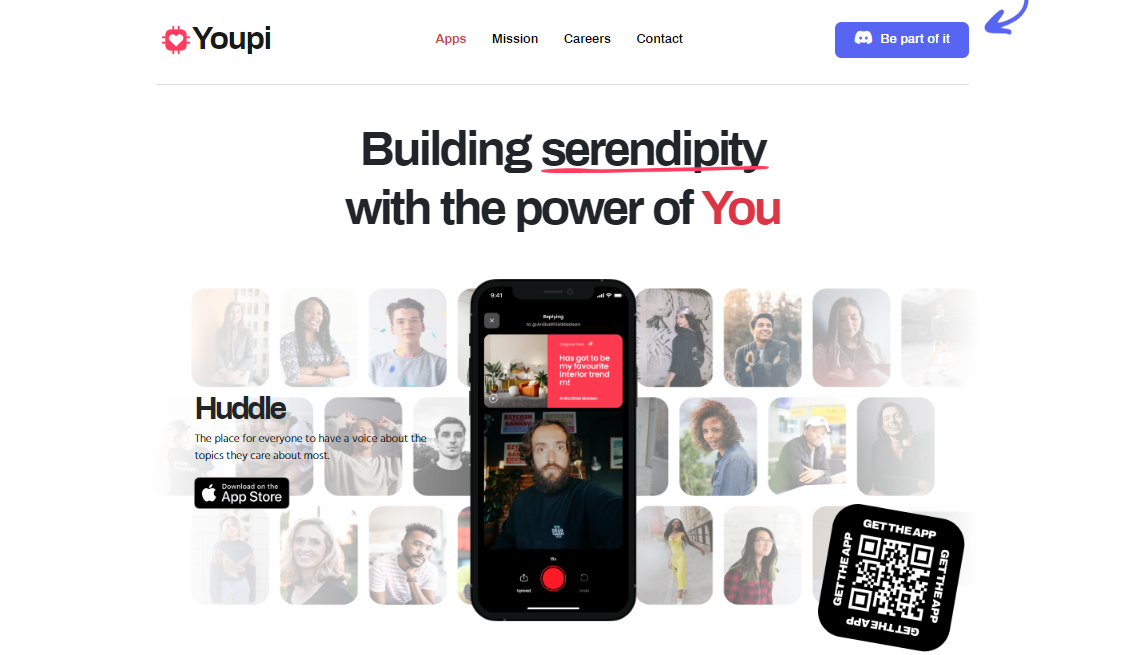 Youpi
Apps
Mission
Careers
Contact
Be part of it
Building serendipity
with the power of You
9:41
Replying
Original Post
Has got to be
my favourite
interior trend
rn!
15s
Upload
Undo
Huddle
The place for everyone to have a voice about the
topics they care about most.
Download on the
App Store
GET THE APP
GET THE APP
GET THE APP
GET THE APP